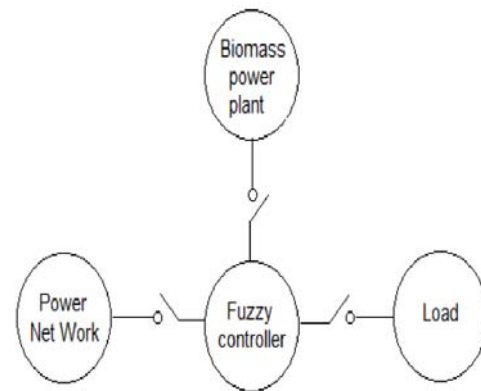 Biomass
power
plant
Power
Net Work
Fuzzy
controller
Load